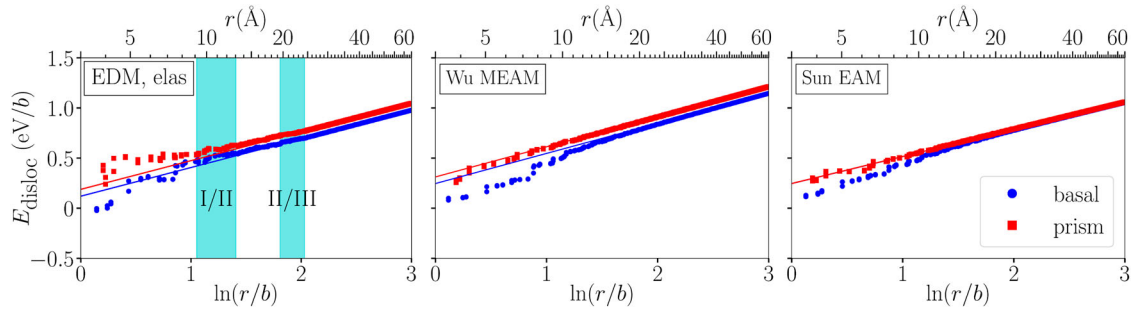 r(Å) r(Å) r(Å)
5 10 20 40 60 5 10 20 40 60 5 10 20 40 60
1.5
EDM, elas Wu MEAM Sun EAM
1.0
0.5
0
−0.5
E_disloc (eV/b)
I/II II/III
basal
prism
0 1 2 3 0 1 2 3 0 1 2 3
ln(r/b) ln(r/b) ln(r/b)